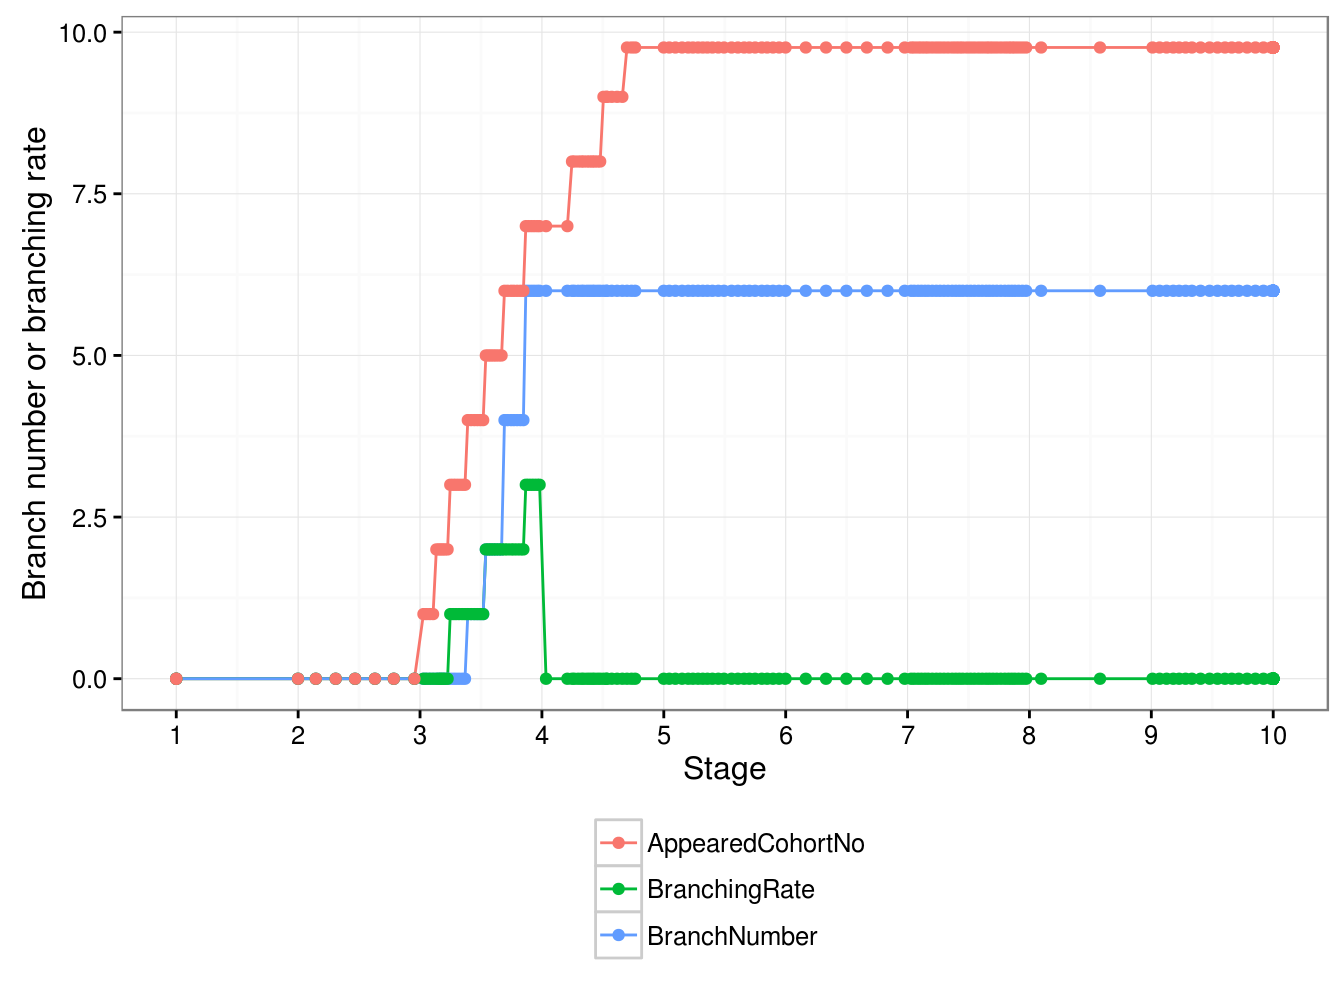 10.0
7.5
5.0
2.5
0.0
Branch number or branching rate
1 2 3 4 5 6 7 8 9 10
Stage
AppearedCohortNo
BranchingRate
BranchNumber